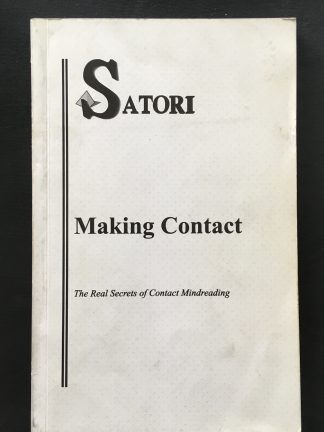 SATORI
Making Contact
The Real Secrets of Contact Mindreading